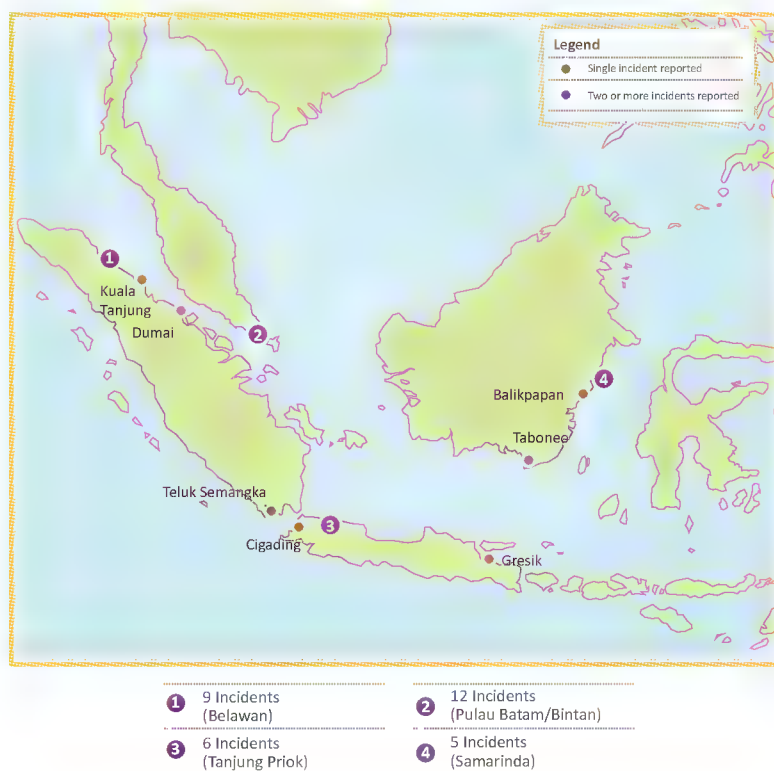 Legend
Single incident reported
Two or more incidents reported
1
Kuala
Tanjung
Dumai
2
4
Balikpapan
Taboneo
Teluk Semangka
3
Cigading
Gresik
1 9 Incidents
(Belawan)
2 12 Incidents
(Pulau Batam/Bintan)
3 6 Incidents
(Tanjung Priok)
4 5 Incidents
(Samarinda)